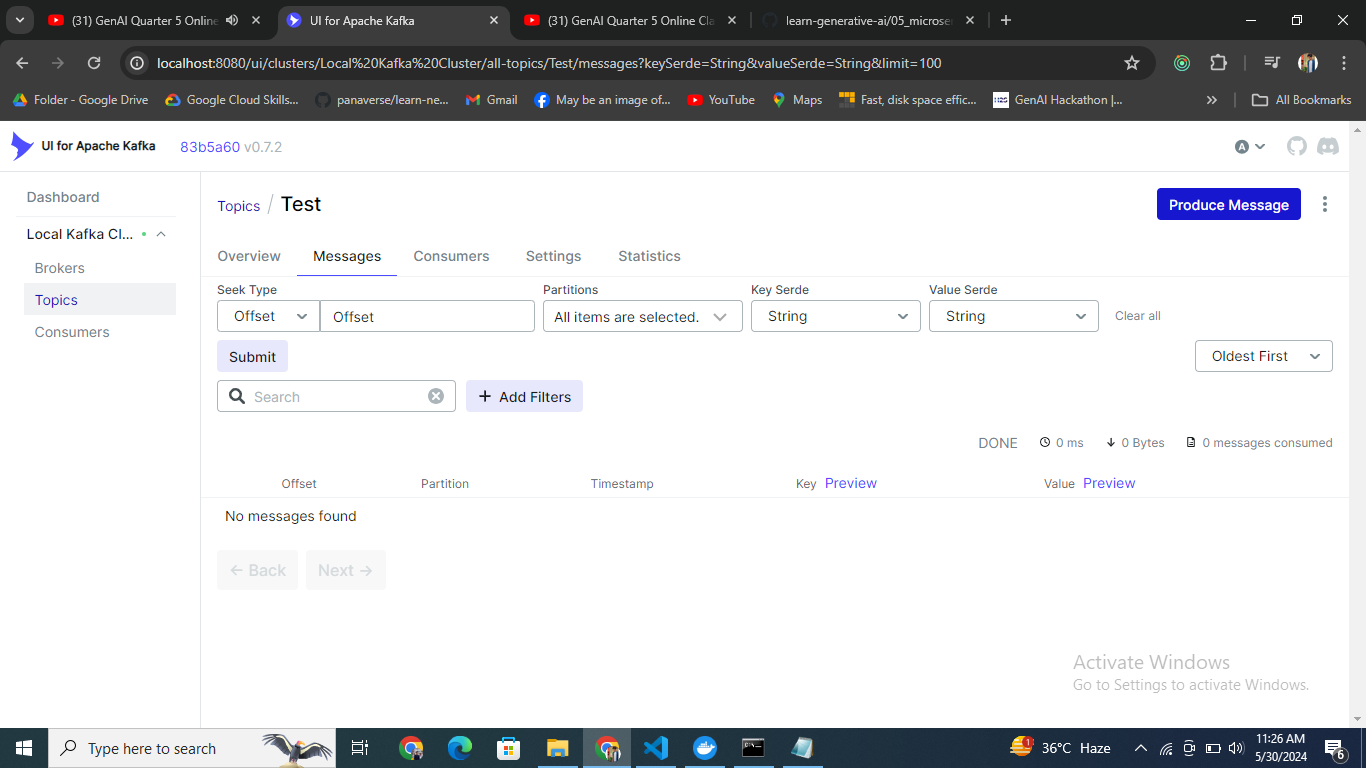 (31) GenAI Quarter 5 Online
UI for Apache Kafka
(31) GenAI Quarter 5 Online Cla
learn-generative-ai/05_microser
localhost:8080/ui/clusters/Local%20Kafka%20Cluster/all-topics/Test/messages?keySerde=String&valueSerde=String&limit=100
Folder - Google Drive
Google Cloud Skills...
panaverse/learn-ne...
Gmail
May be an image of...
YouTube
Maps
Fast, disk space effic...
GenAI Hackathon |...
»
All Bookmarks
UI for Apache Kafka
83b5a60 v0.7.2
A
Dashboard
Local Kafka Cl...
Brokers
Topics
Consumers
Topics / Test
Produce Message
Overview
Messages
Consumers
Settings
Statistics
Seek Type
Partitions
Key Serde
Value Serde
Offset
Offset
All items are selected.
String
String
Clear all
Submit
Oldest First
Search
+ Add Filters
DONE
0 ms
0 Bytes
0 messages consumed
Offset
Partition
Timestamp
Key Preview
Value Preview
No messages found
← Back
Next →
Activate Windows
Go to Settings to activate Windows.
Type here to search
1
36°C Haze
11:26 AM
5/30/2024
6